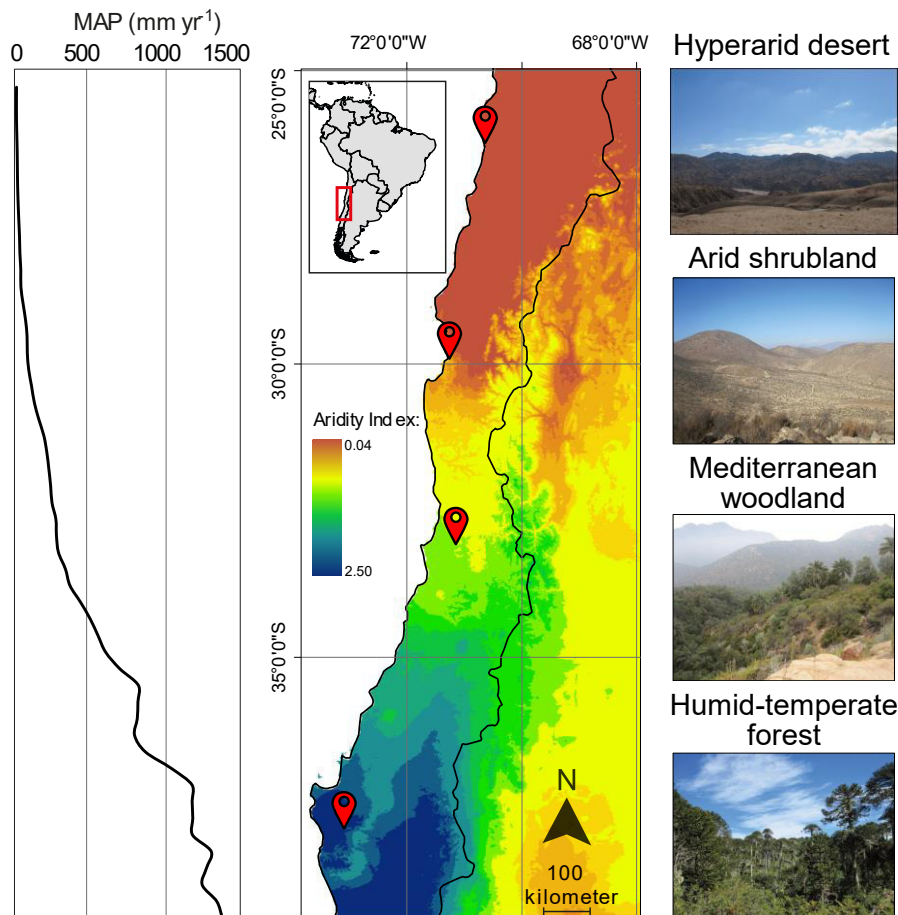 MAP (mm yr-1)
0 500 1000 1500
72°0'0"W 68°0'0"W
25°0'0"S
30°0'0"S
35°0'0"S
Aridity Index:
0.04
2.50
N
100
kilometer
Hyperarid desert
Arid shrubland
Mediterranean
woodland
Humid-temperate
forest